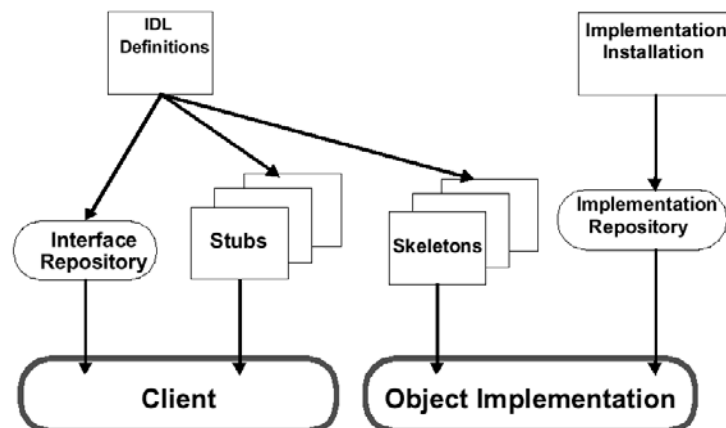 IDL
Definitions
Implementation
Installation
Interface
Repository
Stubs
Skeletons
Implementation
Repository
Client
Object Implementation